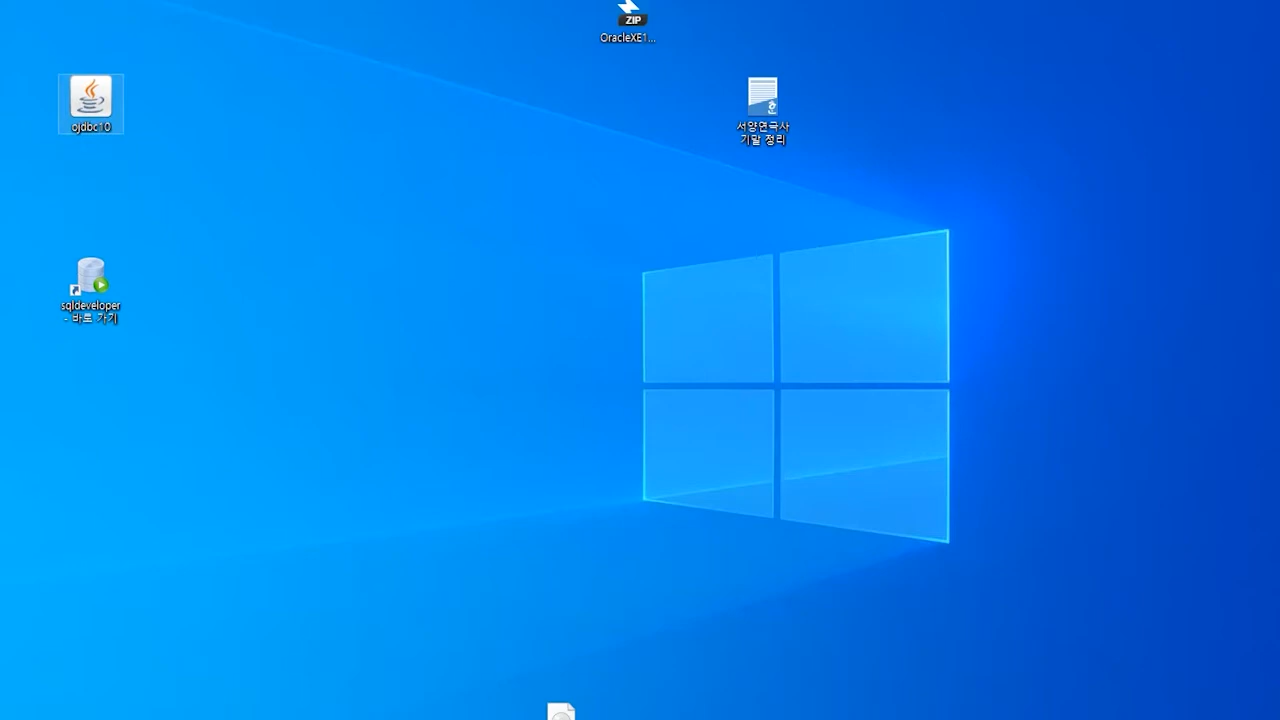 ZIP
OracleXE1...
ojdbc10
서양연극사
기말 정리
sqldeveloper
- 바로 가기